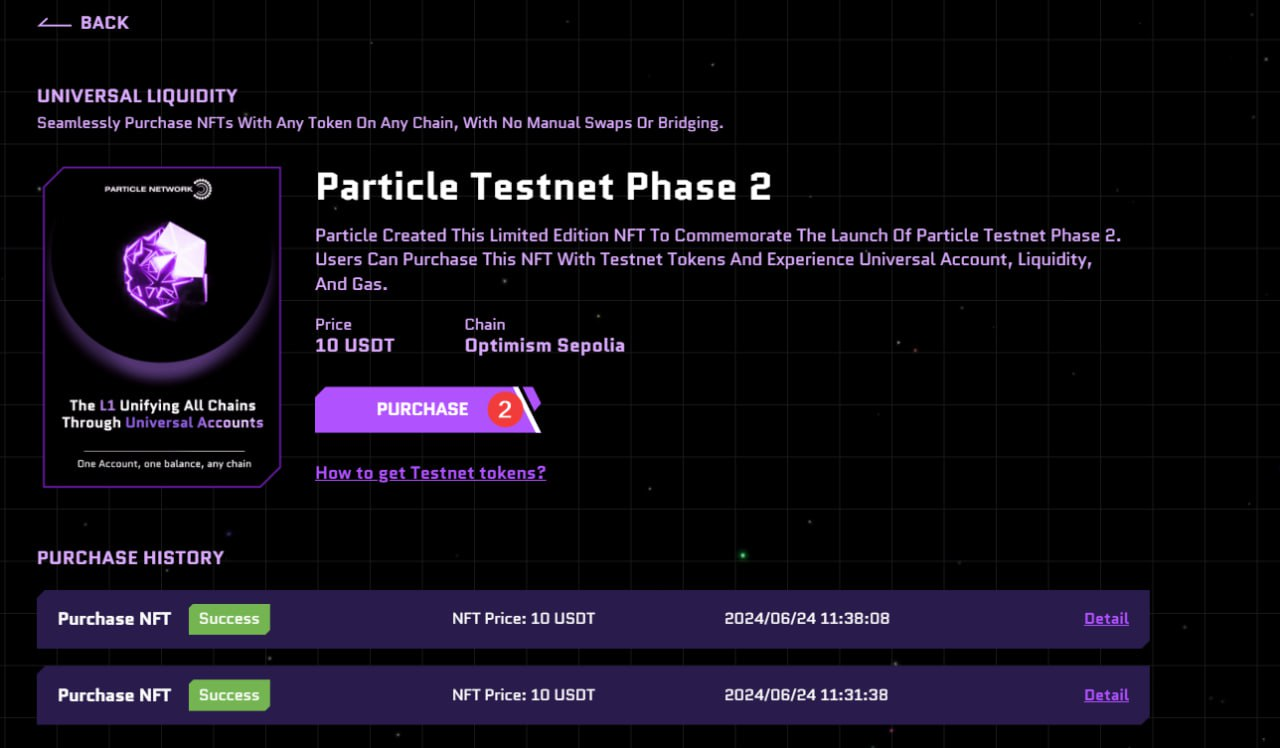 BACK
UNIVERSAL LIQUIDITY
Seamlessly Purchase NFTs With Any Token On Any Chain, With No Manual Swaps Or Bridging.
PARTICLE NETWORK
The L1 Unifying All Chains
Through Universal Accounts
One Account, one balance, any chain
Particle Testnet Phase 2
Particle Created This Limited Edition NFT To Commemorate The Launch Of Particle Testnet Phase 2.
Users Can Purchase This NFT With Testnet Tokens And Experience Universal Account, Liquidity,
And Gas.
Price Chain
10 USDT Optimism Sepolia
PURCHASE 2
How to get Testnet tokens?
PURCHASE HISTORY
Purchase NFT Success NFT Price: 10 USDT 2024/06/24 11:38:08 Detail
Purchase NFT Success NFT Price: 10 USDT 2024/06/24 11:31:38 Detail